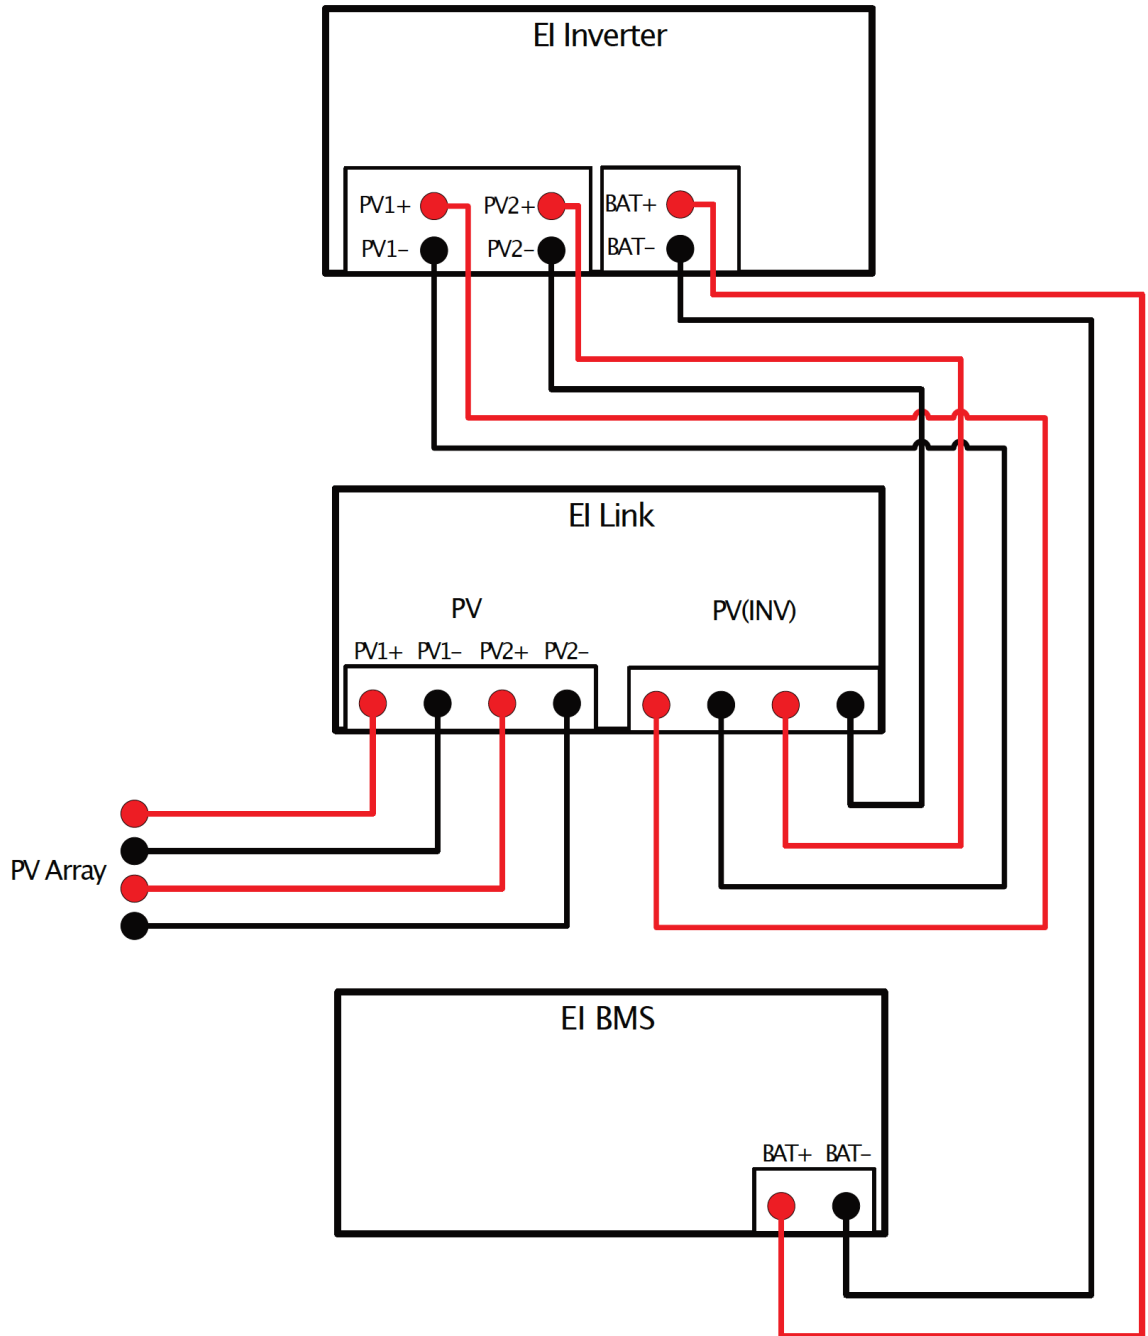 EI Inverter
PV1+ PV2+ BAT+
PV1– PV2– BAT–
EI Link
PV PV(INV)
PV1+ PV1– PV2+ PV2–
PV Array
EI BMS
BAT+ BAT–